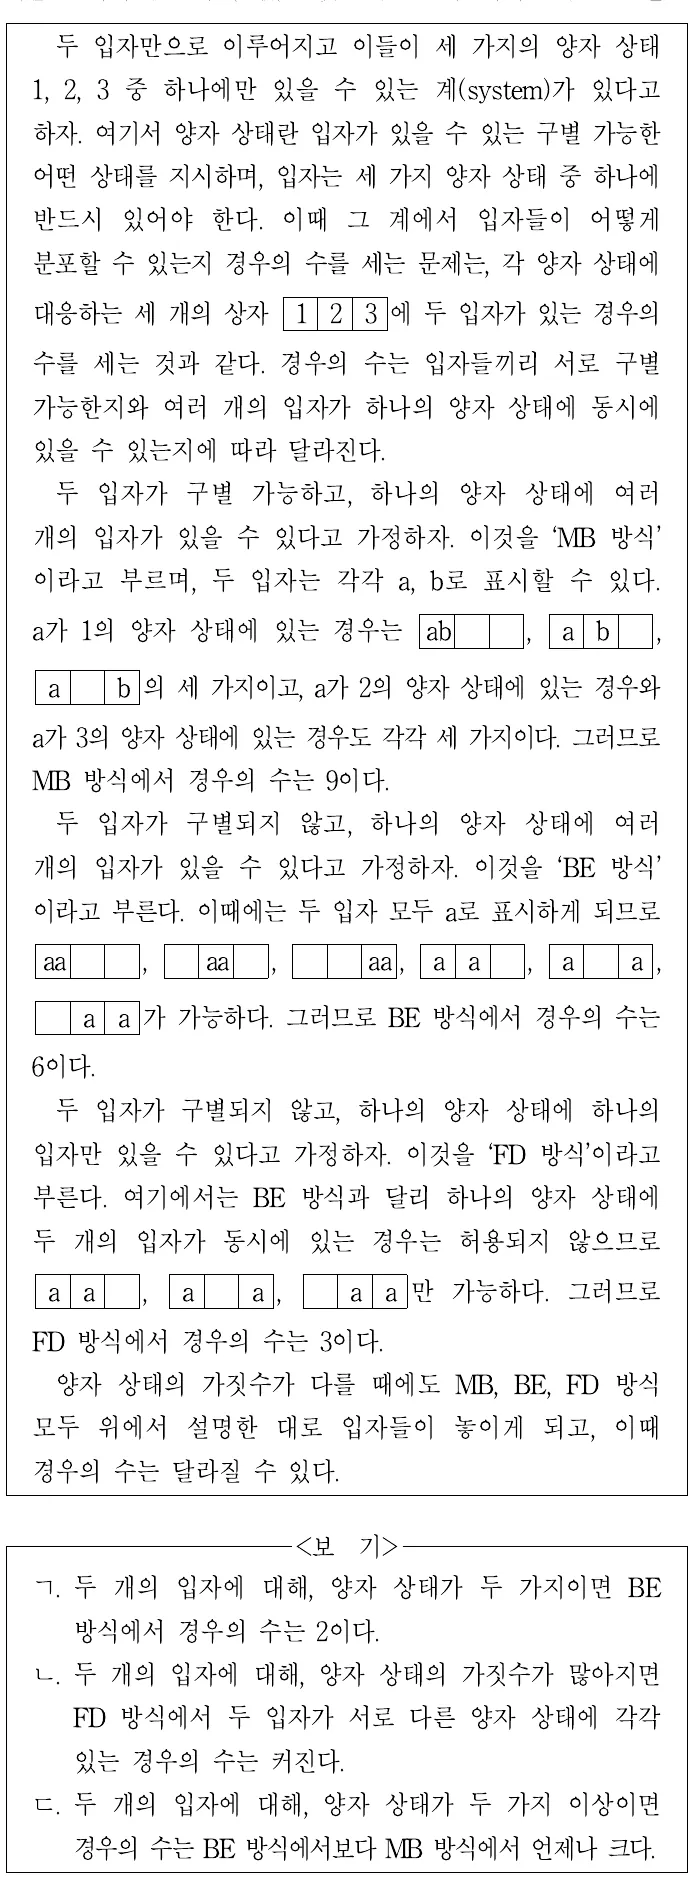 두 입자만으로 이루어지고 이들이 세 가지의 양자 상태
1, 2, 3 중 하나에만 있을 수 있는 계(system)가 있다고
하자. 여기서 양자 상태란 입자가 있을 수 있는 구별 가능한
어떤 상태를 지시하며, 입자는 세 가지 양자 상태 중 하나에
반드시 있어야 한다. 이때 그 계에서 입자들이 어떻게
분포할 수 있는지 경우의 수를 세는 문제는, 각 양자 상태에
대응하는 세 개의 상자 1 2 3 에 두 입자가 있는 경우의
수를 세는 것과 같다. 경우의 수는 입자들끼리 서로 구별
가능한지와 여러 개의 입자가 하나의 양자 상태에 동시에
있을 수 있는지에 따라 달라진다.
두 입자가 구별 가능하고, 하나의 양자 상태에 여러
개의 입자가 있을 수 있다고 가정하자. 이것을 ‘MB 방식’
이라고 부르며, 두 입자는 각각 a, b로 표시할 수 있다.
a가 1의 양자 상태에 있는 경우는 ab , a b ,
a b 의 세 가지이고, a가 2의 양자 상태에 있는 경우와
a가 3의 양자 상태에 있는 경우도 각각 세 가지이다. 그러므로
MB 방식에서 경우의 수는 9이다.
두 입자가 구별되지 않고, 하나의 양자 상태에 여러
개의 입자가 있을 수 있다고 가정하자. 이것을 ‘BE 방식’
이라고 부른다. 이때에는 두 입자 모두 a로 표시하게 되므로
aa , aa , aa , a a , a a ,
a a 가 가능하다. 그러므로 BE 방식에서 경우의 수는
6이다.
두 입자가 구별되지 않고, 하나의 양자 상태에 하나의
입자만 있을 수 있다고 가정하자. 이것을 ‘FD 방식’이라고
부른다. 여기에서는 BE 방식과 달리 하나의 양자 상태에
두 개의 입자가 동시에 있는 경우는 허용되지 않으므로
a a , a a , a a 만 가능하다. 그러므로
FD 방식에서 경우의 수는 3이다.
양자 상태의 가짓수가 다를 때에도 MB, BE, FD 방식
모두 위에서 설명한 대로 입자들이 놓이게 되고, 이때
경우의 수는 달라질 수 있다.
<보 기>
ㄱ. 두 개의 입자에 대해, 양자 상태가 두 가지이면 BE
방식에서 경우의 수는 2이다.
ㄴ. 두 개의 입자에 대해, 양자 상태의 가짓수가 많아지면
FD 방식에서 두 입자가 서로 다른 양자 상태에 각각
있는 경우의 수는 커진다.
ㄷ. 두 개의 입자에 대해, 양자 상태가 두 가지 이상이면
경우의 수는 BE 방식에서보다 MB 방식에서 언제나 크다.